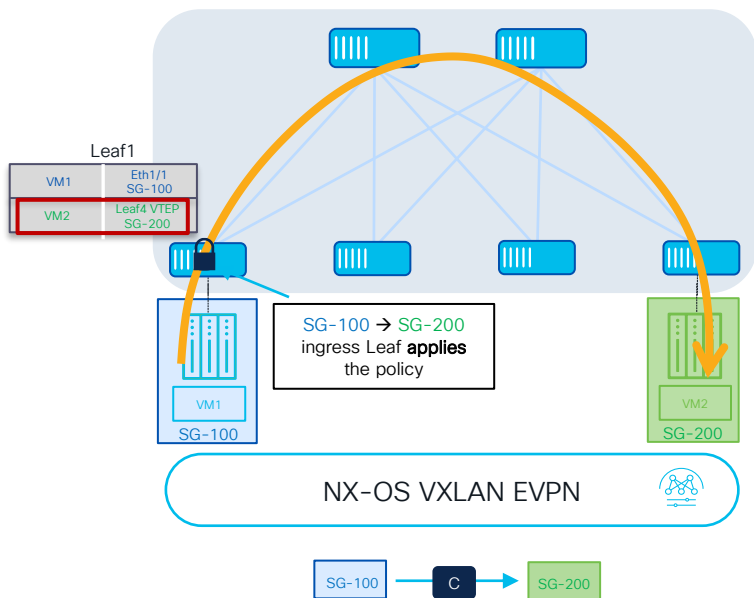 Leaf1
VM1
Eth1/1
SG-100
VM2
Leaf4 VTEP
SG-200
SG-100 → SG-200
ingress Leaf applies
the policy
VM1
SG-100
VM2
SG-200
NX-OS VXLAN EVPN
SG-100
C
SG-200